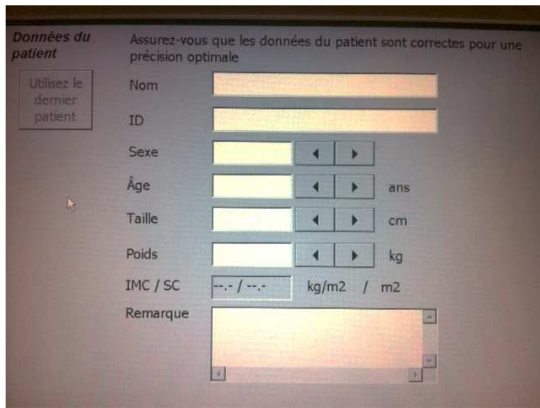 Données du
patient
Assurez-vous que les données du patient sont correctes pour une
précision optimale
Utilisez le
dernier
patient
Nom
ID
Sexe
Âge
ans
Taille
cm
Poids
kg
IMC / SC
--.- / --.-
kg/m2 / m2
Remarque